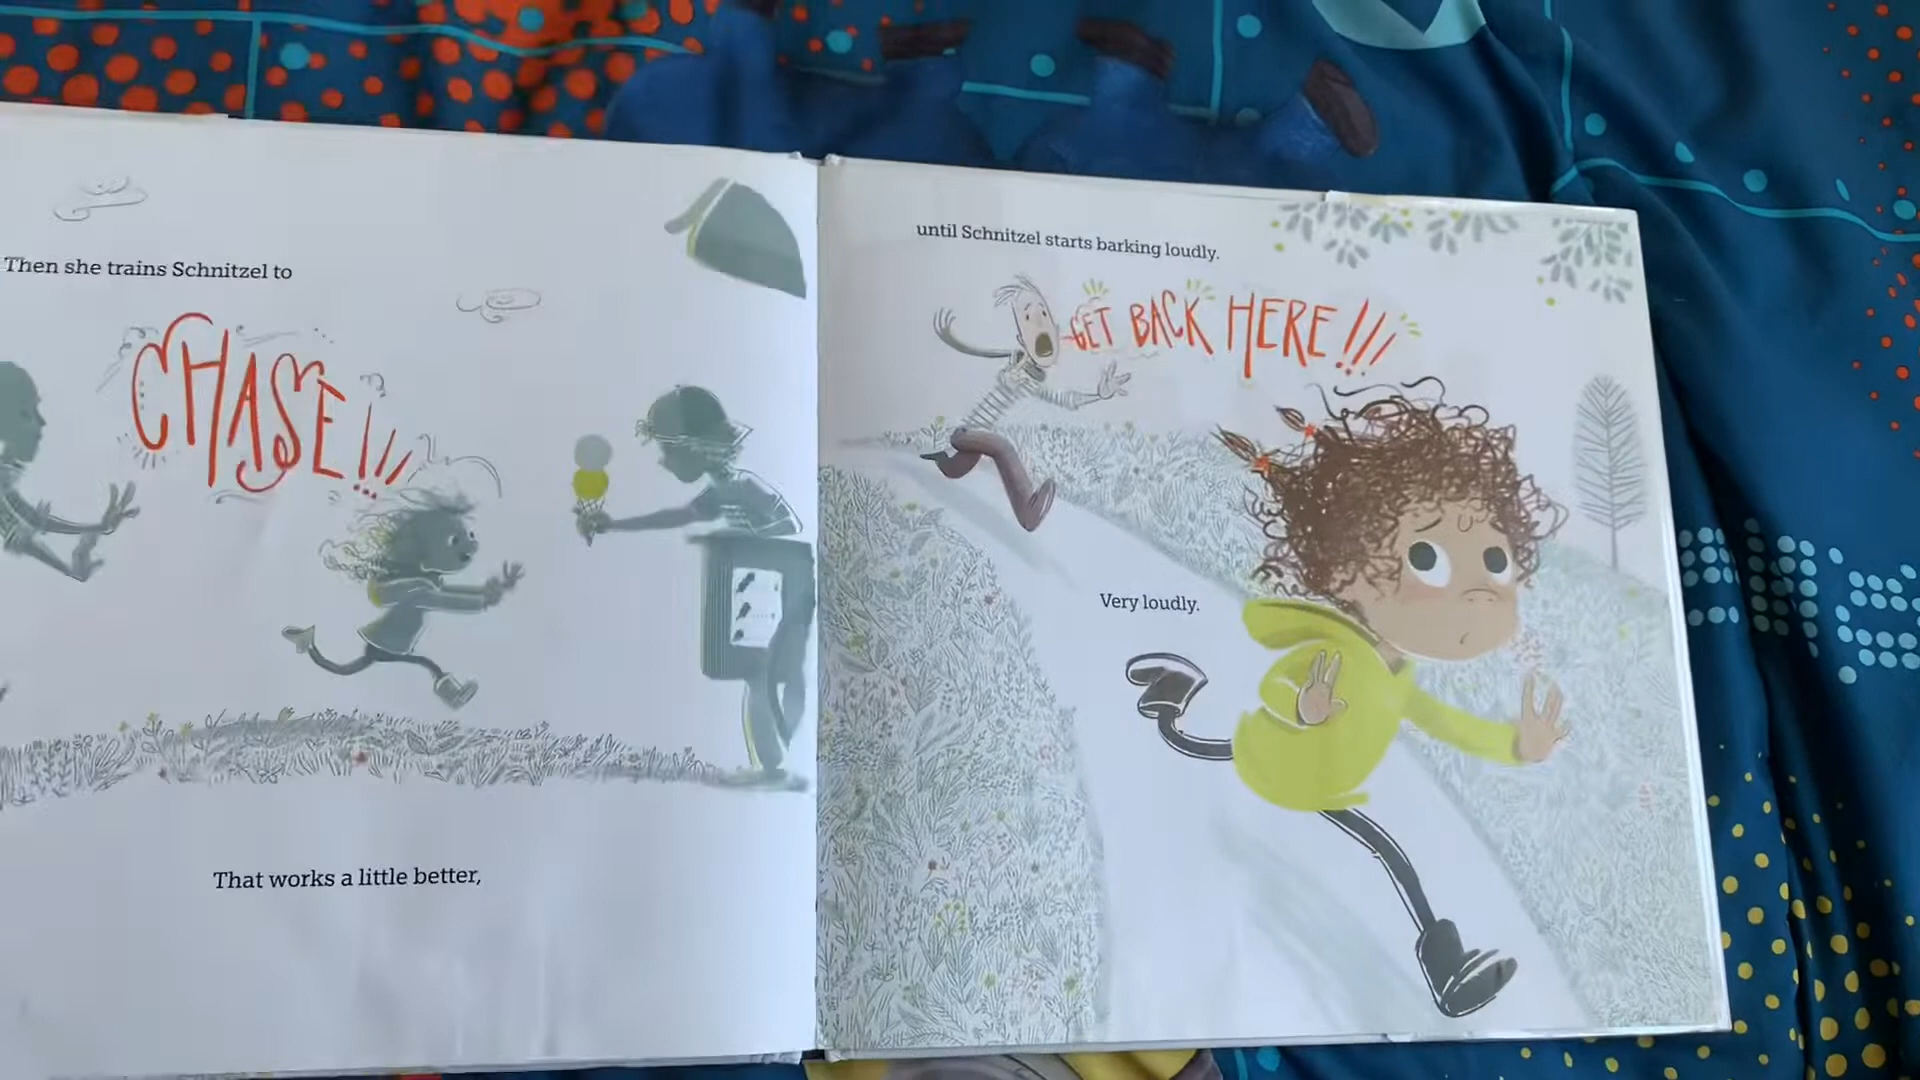 Then she trains Schnitzel to
CHASE!!!
That works a little better,
until Schnitzel starts barking loudly.
GET BACK HERE!!!
Very loudly.